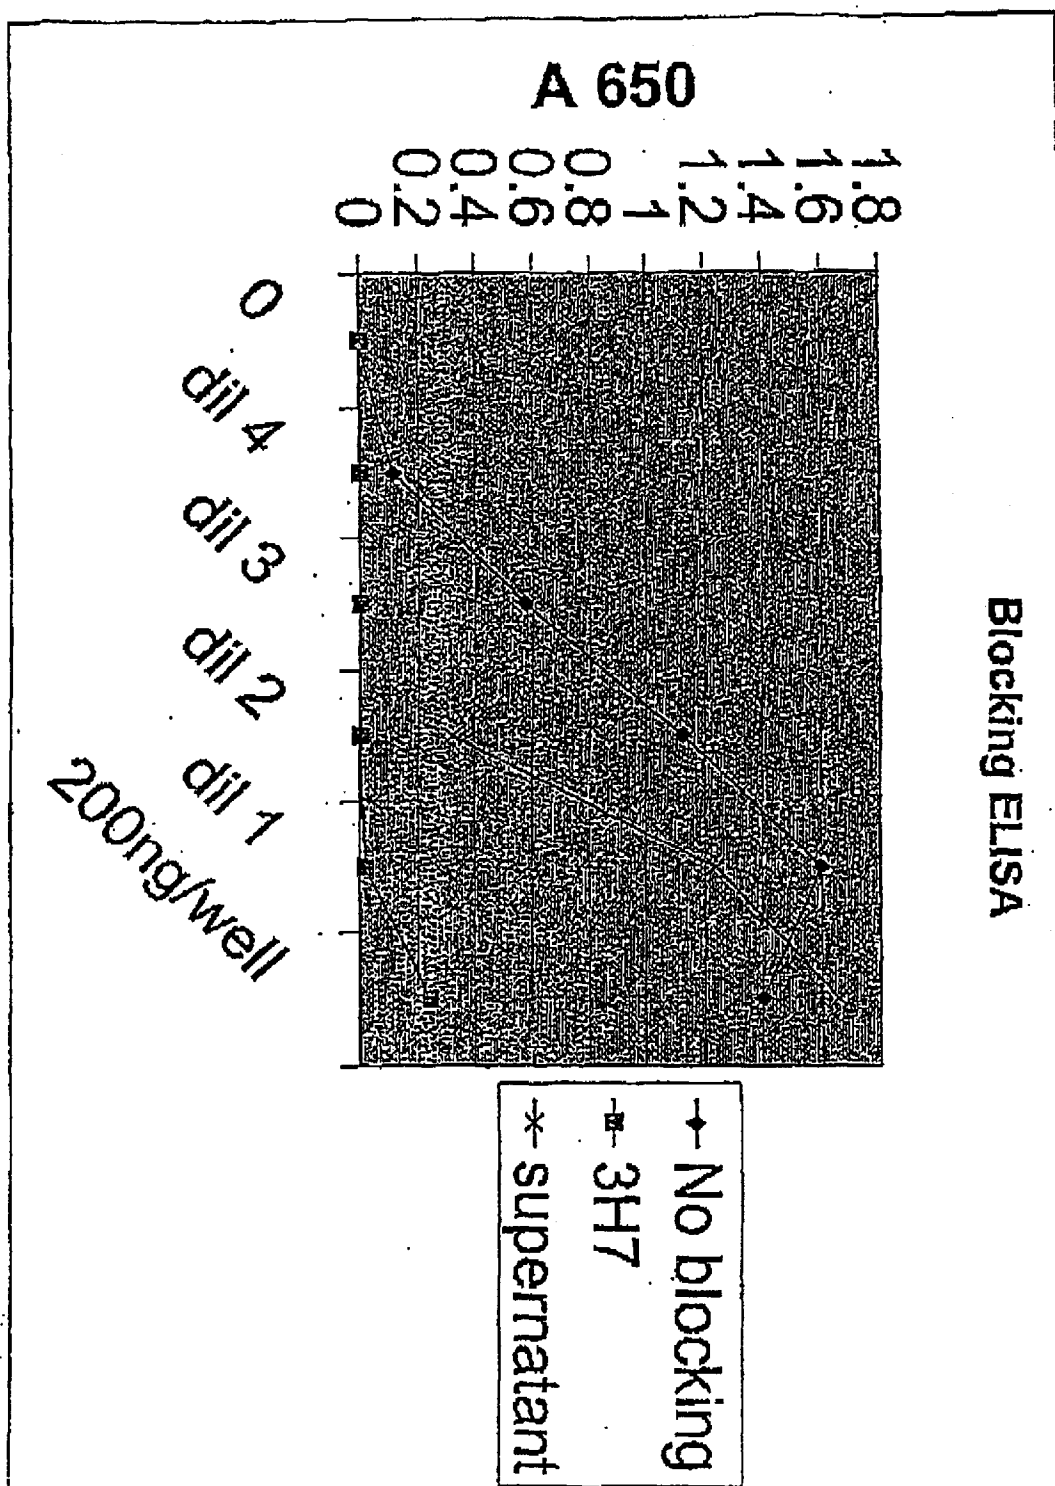 Blocking ELISA
A 650
1.8
1.6
1.4
1.2
1
0.8
0.6
0.4
0.2
0
0
dil 4
dil 3
dil 2
dil 1
200ng/well
No blocking
3H7
supernatant